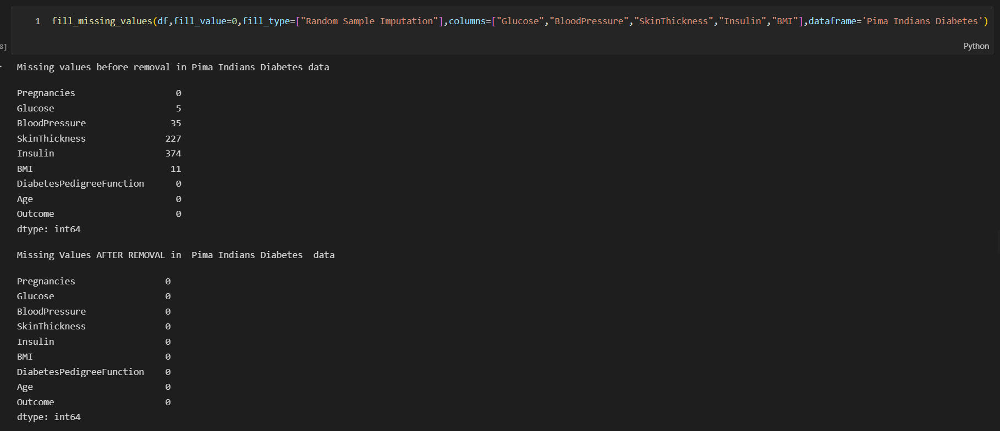 1 fill_missing_values(df,fill_value=0,fill_type=["Random Sample Imputation"],columns=["Glucose","BloodPressure","SkinThickness","Insulin","BMI"],dataframe='Pima Indians Diabetes')
Python
8]
Missing values before removal in Pima Indians Diabetes data
Pregnancies 0
Glucose 5
BloodPressure 35
SkinThickness 227
Insulin 374
BMI 11
DiabetesPedigreeFunction 0
Age 0
Outcome 0
dtype: int64
Missing Values AFTER REMOVAL in  Pima Indians Diabetes  data
Pregnancies 0
Glucose 0
BloodPressure 0
SkinThickness 0
Insulin 0
BMI 0
DiabetesPedigreeFunction 0
Age 0
Outcome 0
dtype: int64